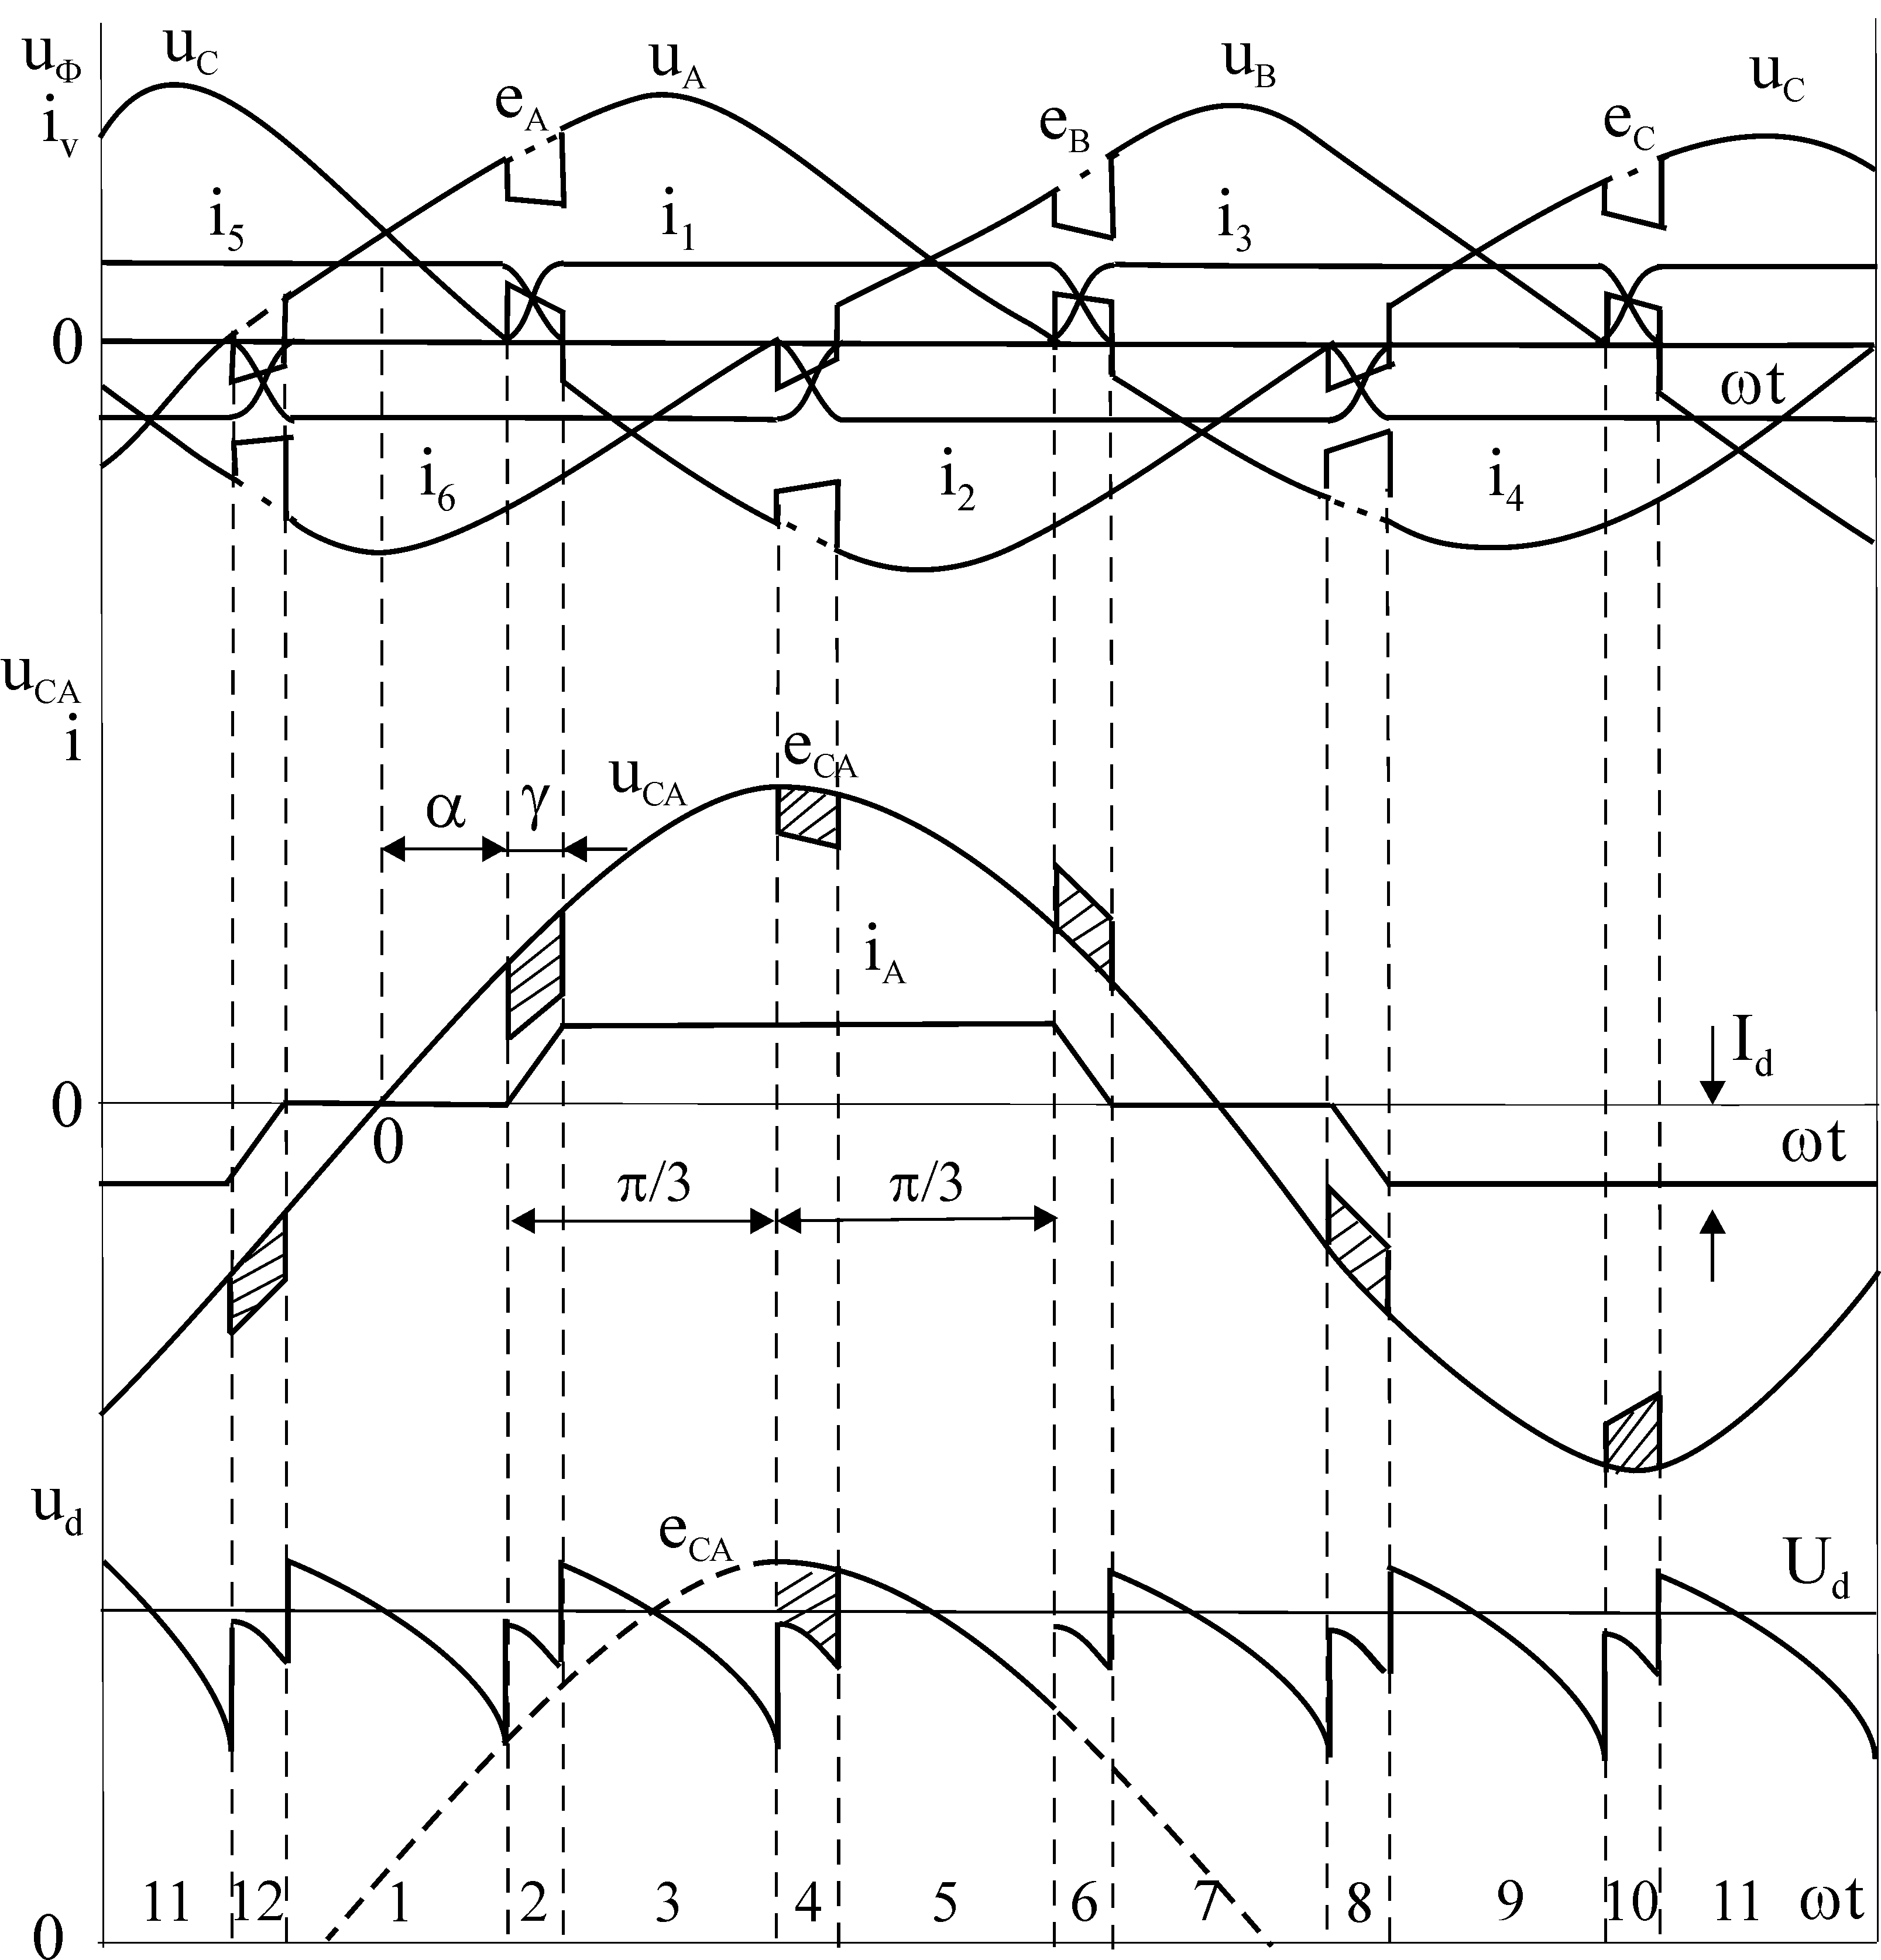 uC uA uB uC
uΦ
eA eB eC
iv
i5 i1 i3
0
ωt
i6 i2 i4
uCA
i
eCA
uCA
α γ
iA
Id
0
0 ωt
π/3 π/3
ud
eCA Ud
11 12 1 2 3 4 5 6 7 8 9 10 11 ωt
0